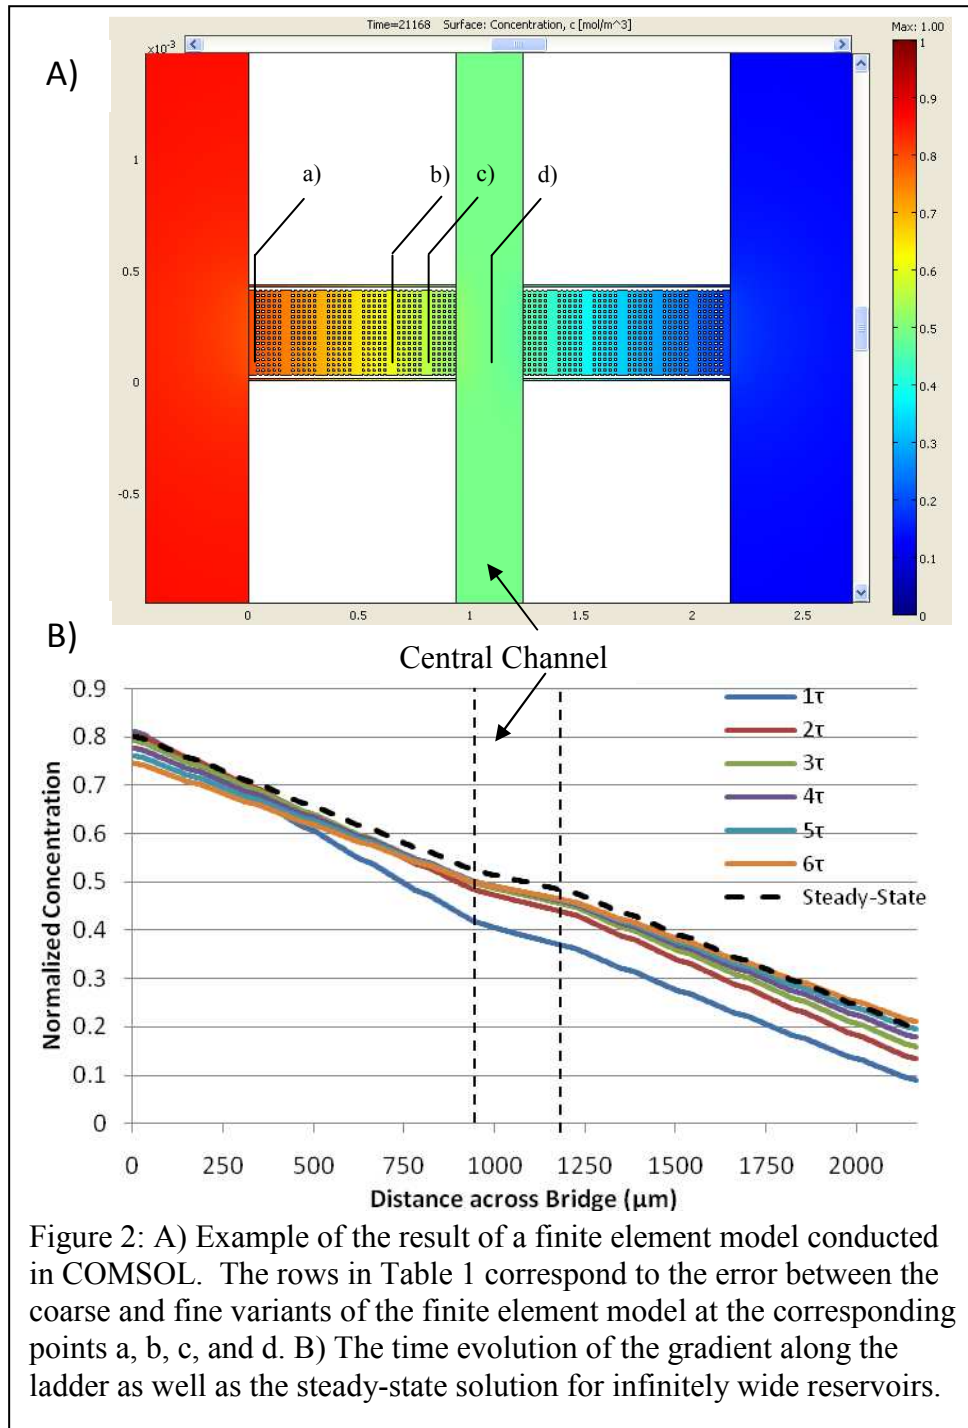 Time=21168 Surface: Concentration, c [mol/m^3]
Max: 1.00
×10-3
A)
1
0.5
0
-0.5
a)
b)
c)
d)
0
0.5
1
1.5
2
2.5
1
0.9
0.8
0.7
0.6
0.5
0.4
0.3
0.2
0.1
0
B)
Central Channel
0.9
0.8
0.7
0.6
0.5
0.4
0.3
0.2
0.1
0
Normalized Concentration
1τ
2τ
3τ
4τ
5τ
6τ
Steady-State
0 250 500 750 1000 1250 1500 1750 2000
Distance across Bridge (µm)
Figure 2: A) Example of the result of a finite element model conducted
in COMSOL. The rows in Table 1 correspond to the error between the
coarse and fine variants of the finite element model at the corresponding
points a, b, c, and d. B) The time evolution of the gradient along the
ladder as well as the steady-state solution for infinitely wide reservoirs.